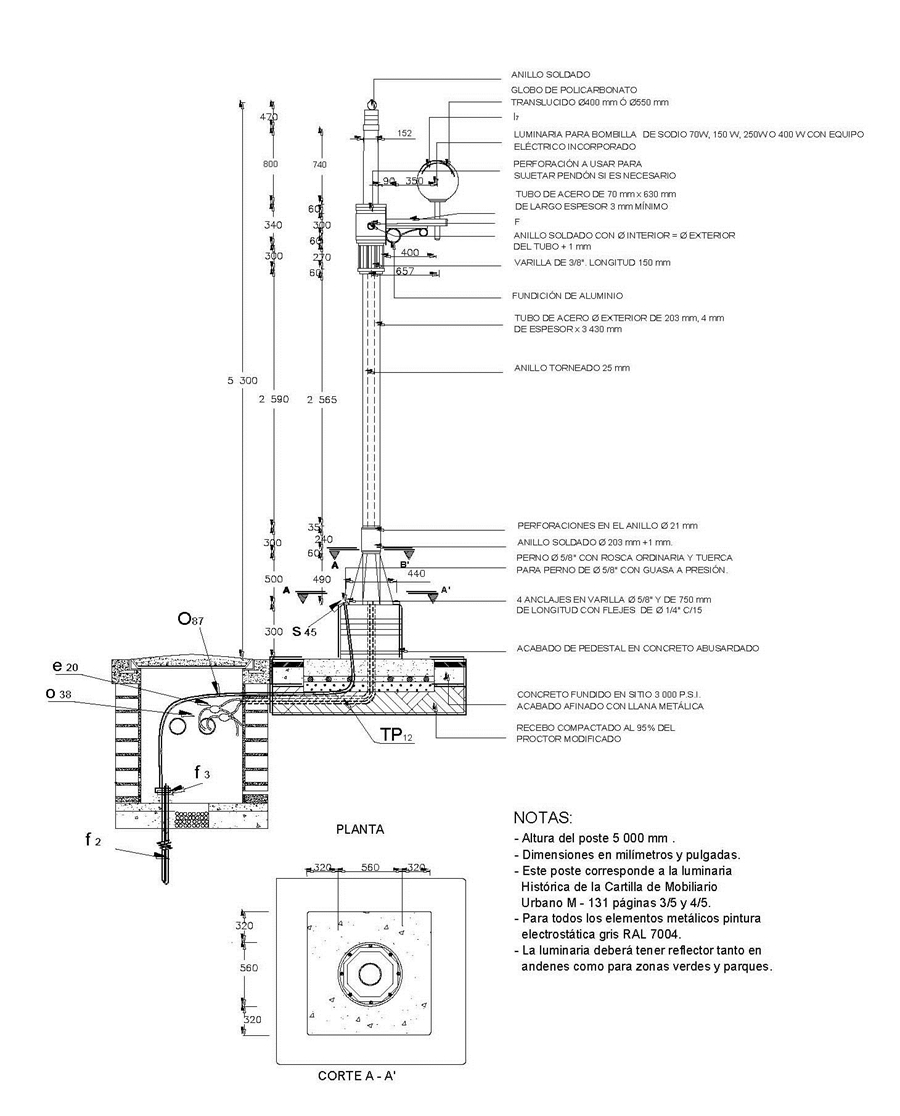 ANILLO SOLDADO
GLOBO DE POLICARBONATO
TRANSLUCIDO Ø400 mm Ó Ø550 mm
LUMINARIA PARA BOMBILLA DE SODIO 70W, 150 W, 250W O 400 W CON EQUIPO
ELÉCTRICO INCORPORADO
PERFORACIÓN A USAR PARA
SUJETAR PENDÓN SI ES NECESARIO
TUBO DE ACERO DE 70 mm x 630 mm
DE LARGO ESPESOR 3 mm MÍNIMO
F
ANILLO SOLDADO CON Ø INTERIOR = Ø EXTERIOR
DEL TUBO + 1 mm
VARILLA DE 3/8". LONGITUD 150 mm
FUNDICIÓN DE ALUMINIO
TUBO DE ACERO Ø EXTERIOR DE 203 mm, 4 mm
DE ESPESOR x 3 430 mm
ANILLO TORNEADO 25 mm
PERFORACIONES EN EL ANILLO Ø 21 mm
ANILLO SOLDADO Ø 203 mm +1 mm.
PERNO Ø 5/8" CON ROSCA ORDINARIA Y TUERCA
PARA PERNO DE Ø 5/8" CON GUASA A PRESIÓN.
4 ANCLAJES EN VARILLA Ø 5/8" Y DE 750 mm
DE LONGITUD CON FLEJES DE Ø 1/4" C/15
ACABADO DE PEDESTAL EN CONCRETO ABUSARDADO
CONCRETO FUNDIDO EN SITIO 3 000 P.S.I.
ACABADO AFINADO CON LLANA METÁLICA
RECEBO COMPACTADO AL 95% DEL
PROCTOR MODIFICADO
470
152
800
740
90
350
60
340
300
60
400
300
270
60
657
5 300
2 590
2 565
35
300
240
60
A
B'
500
490
440
A
A'
300
S 45
O87
e 20
o 38
TP12
f 3
f 2
PLANTA
320
560
320
320
560
320
CORTE A - A'
NOTAS:
- Altura del poste 5 000 mm .
- Dimensiones en milímetros y pulgadas.
- Este poste corresponde a la luminaria
Histórica de la Cartilla de Mobiliario
Urbano M - 131 páginas 3/5 y 4/5.
- Para todos los elementos metálicos pintura
electrostática gris RAL 7004.
- La luminaria deberá tener reflector tanto en
andenes como para zonas verdes y parques.